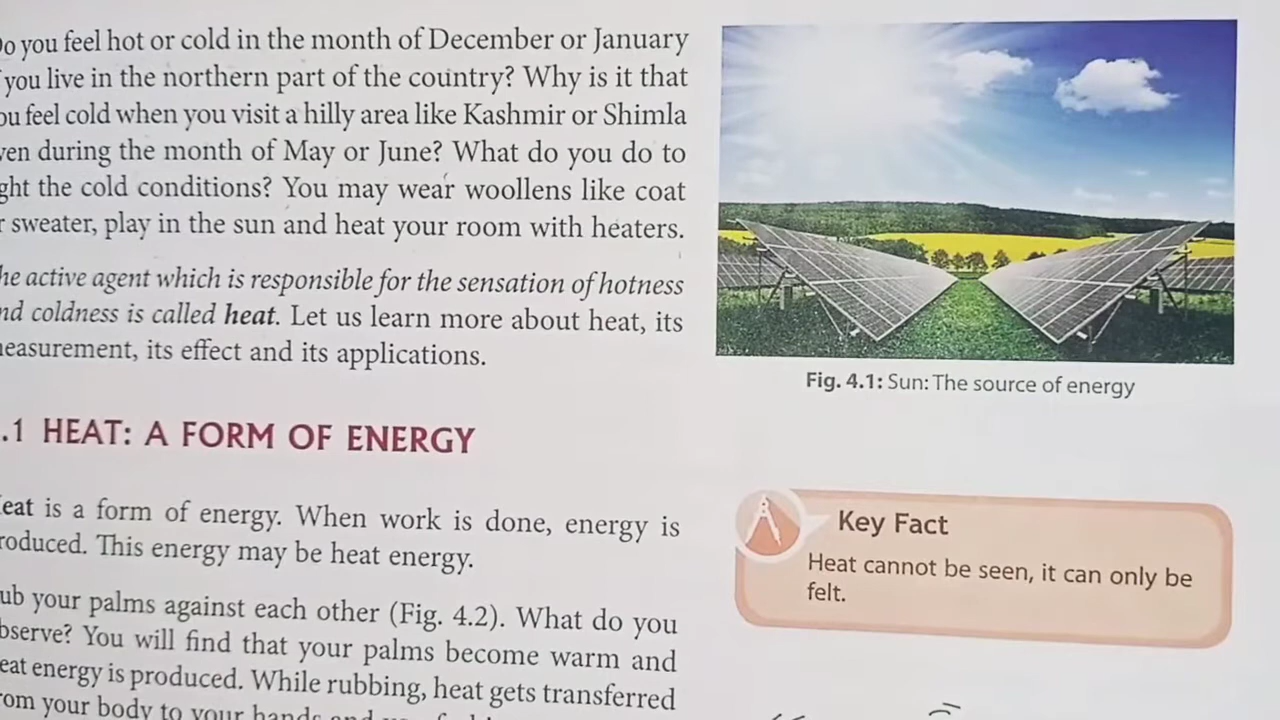 Do you feel hot or cold in the month of December or January
you live in the northern part of the country? Why is it that
ou feel cold when you visit a hilly area like Kashmir or Shimla
ven during the month of May or June? What do you do to
ght the cold conditions? You may wear woollens like coat
r sweater, play in the sun and heat your room with heaters.
he active agent which is responsible for the sensation of hotness
nd coldness is called heat. Let us learn more about heat, its
easurement, its effect and its applications.
.1 HEAT: A FORM OF ENERGY
eat is a form of energy. When work is done, energy is
roduced. This energy may be heat energy.
ub your palms against each other (Fig. 4.2). What do you
bserve? You will find that your palms become warm and
eat energy is produced. While rubbing, heat gets transferred
rom your body to your hands and
Fig. 4.1: Sun: The source of energy
Key Fact
Heat cannot be seen, it can only be
felt.